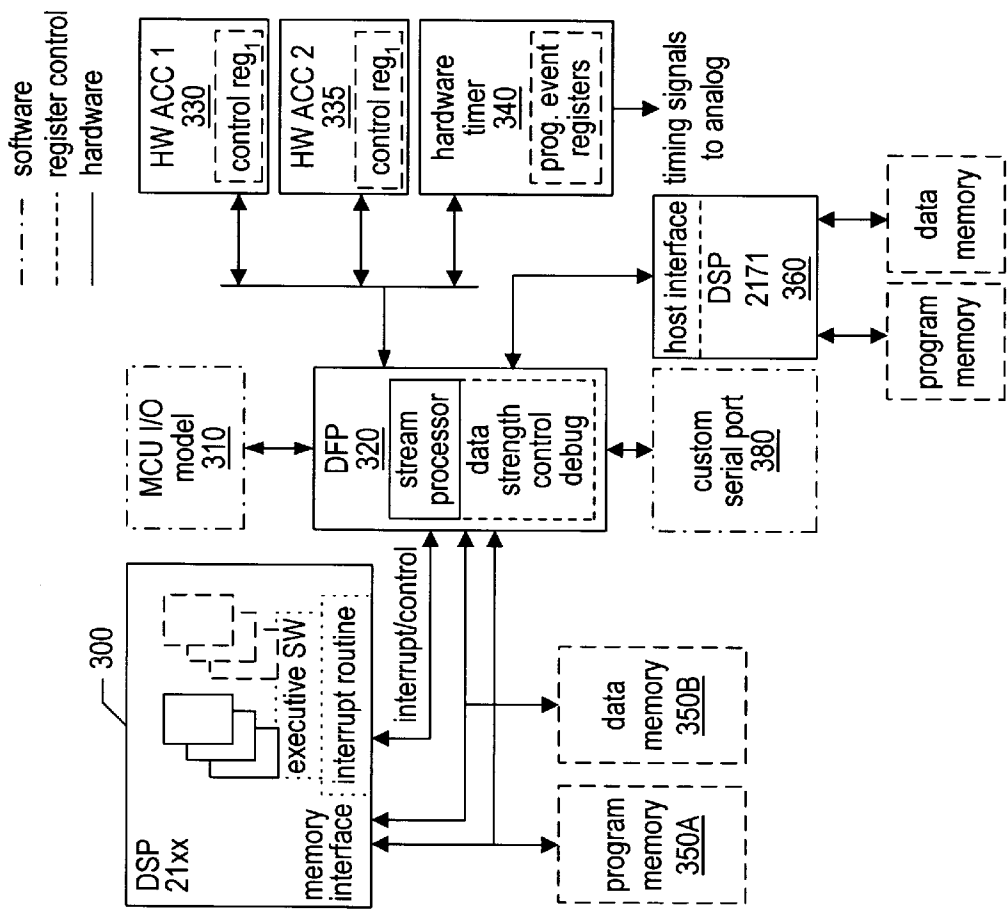 software
register control
hardware
300
DSP
21xx
executive SW
interrupt routine
memory
interface
interrupt/control
program
memory
350A
data
memory
350B
MCU I/O
model
310
DFP
320
stream
processor
data
strength
control
debug
custom
serial port
380
HW ACC 1
330
control reg1
HW ACC 2
335
control reg1
hardware
timer
340
prog. event
registers
timing signals
to analog
host interface
DSP
2171
360
program
memory
data
memory